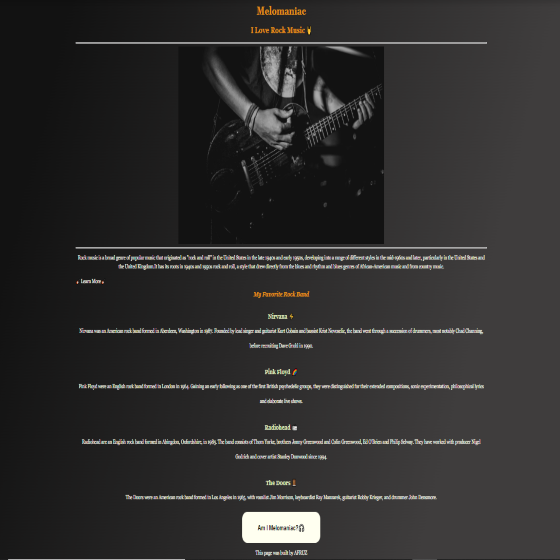 Melomaniac
I Love Rock Music 🤘
Rock music is a broad genre of popular music that originated as "rock and roll" in the United States in the late 1940s and early 1950s, developing into a range of different styles in the mid-1960s and later, particularly in the United States and
the United Kingdom. It has its roots in 1940s and 1950s rock and roll, a style that drew directly from the blues and rhythm and blues genres of African-American music and from country music.
Learn More
My Favorite Rock Band
Nirvana ⚡
Nirvana was an American rock band formed in Aberdeen, Washington in 1987. Founded by lead singer and guitarist Kurt Cobain and bassist Krist Novoselic, the band went through a succession of drummers, most notably Chad Channing,
before recruiting Dave Grohl in 1990.
Pink Floyd
Pink Floyd were an English rock band formed in London in 1964. Gaining an early following as one of the first British psychedelic groups, they were distinguished for their extended compositions, sonic experimentation, philosophical lyrics
and elaborate live shows.
Radiohead
Radiohead are an English rock band formed in Abingdon, Oxfordshire, in 1985. The band consists of Thom Yorke, brothers Jonny Greenwood and Colin Greenwood, Ed O'Brien and Philip Selway. They have worked with producer Nigel
Godrich and cover artist Stanley Donwood since 1994.
The Doors
The Doors were an American rock band formed in Los Angeles in 1965, with vocalist Jim Morrison, keyboardist Ray Manzarek, guitarist Robby Krieger, and drummer John Densmore.
Am I Melomaniac?🎧
This page was built by AFRUZ